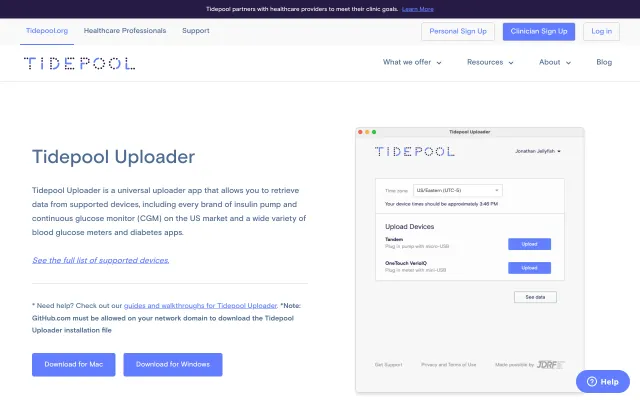 Tidepool partners with healthcare providers to meet their clinic goals. Learn More
Tidepool.org Healthcare Professionals Support Personal Sign Up Clinician Sign Up Log in
TIDEPOOL What we offer Resources About Blog
Tidepool Uploader
Tidepool Uploader is a universal uploader app that allows you to retrieve
data from supported devices, including every brand of insulin pump and
continuous glucose monitor (CGM) on the US market and a wide variety of
blood glucose meters and diabetes apps.
See the full list of supported devices.
* Need help? Check out our guides and walkthroughs for Tidepool Uploader. *Note:
GitHub.com must be allowed on your network domain to download the Tidepool
Uploader installation file
Download for Mac Download for Windows
Tidepool Uploader
TIDEPOOL Jonathan Jellyfish
Time zone US/Eastern (UTC-5)
Your device times should be approximately 3:46 PM
Upload Devices
Tandem
Plug in pump with micro-USB
Upload
OneTouch VerioIQ
Plug in meter with mini-USB
Upload
See data
Get Support Privacy and Terms of Use Made possible by JDRF
Help